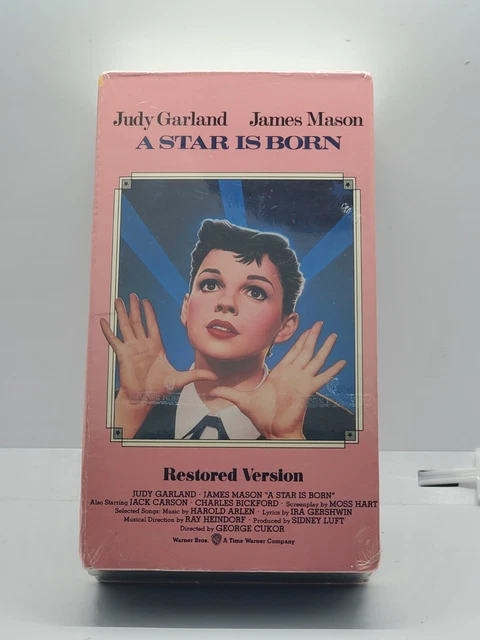 Judy Garland James Mason
A STAR IS BORN
Restored Version
JUDY GARLAND · JAMES MASON "A STAR IS BORN"
Also Starring JACK CARSON · CHARLES BICKFORD · Screenplay by MOSS HART
Selected Songs: Music by HAROLD ARLEN · Lyrics by IRA GERSHWIN
Musical Direction by RAY HEINDORF · Produced by SIDNEY LUFT
Directed by GEORGE CUKOR
Warner Bros. A Time Warner Company